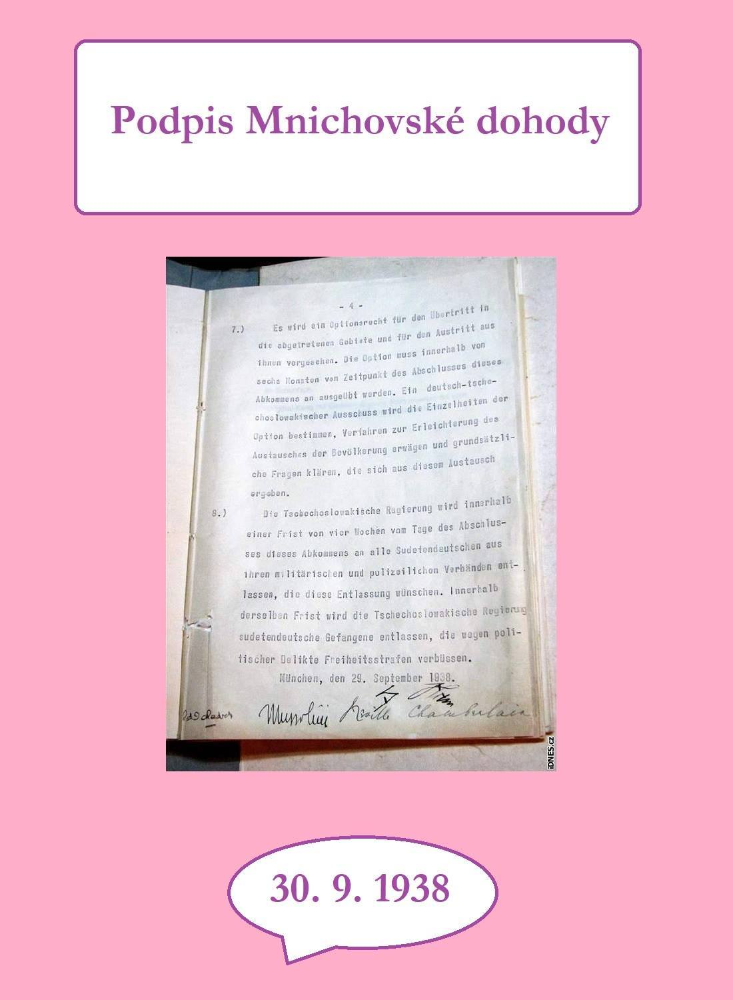 Podpis Mnichovské dohody
- 4 -
7.) Es wird ein Optionsrecht für den Übertritt in
die abgetretenen Gebiete und für den Austritt aus
ihnen vorgesehen. Die Option muss innerhalb von
sechs Monaten vom Zeitpunkt des Abschlusses dieses
Abkommens an ausgeübt werden. Ein deutsch-tsche-
choslowakischer Ausschuss wird die Einzelheiten der
Option bestimmen, Verfahren zur Erleichterung des
Austausches der Bevölkerung erwägen und grundsätzli-
che Fragen klären, die sich aus diesem Austausch
ergeben.
8.) Die Tschechoslowakische Regierung wird innerhalb
einer Frist von vier Wochen vom Tage des Abschlus-
ses dieses Abkommens an alle Sudetendeutschen aus
ihren militärischen und polizeilichen Verbänden ent-
lassen, die diese Entlassung wünschen. Innerhalb
derselben Frist wird die Tschechoslowakische Regierung
sudetendeutsche Gefangene entlassen, die wegen poli-
tischer Delikte Freiheitsstrafen verbüssen.
München, den 29. September 1938.
Mussolini Neville Chamberlain
iDNES.cz
30. 9. 1938